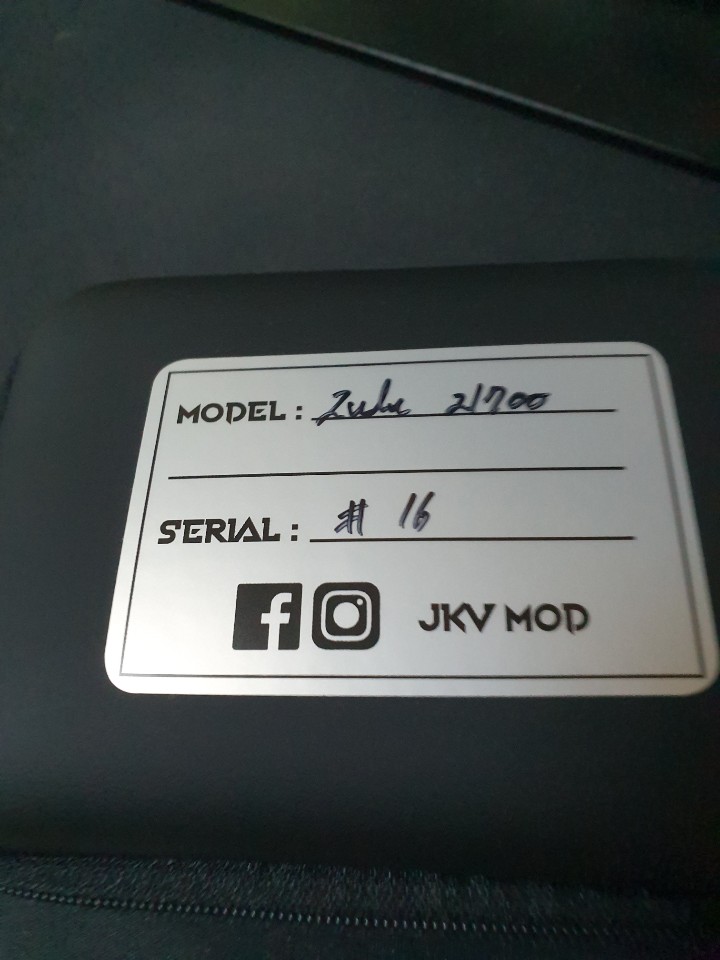 MODEL: Zulu 21700
SERIAL: # 16
JKV MOD